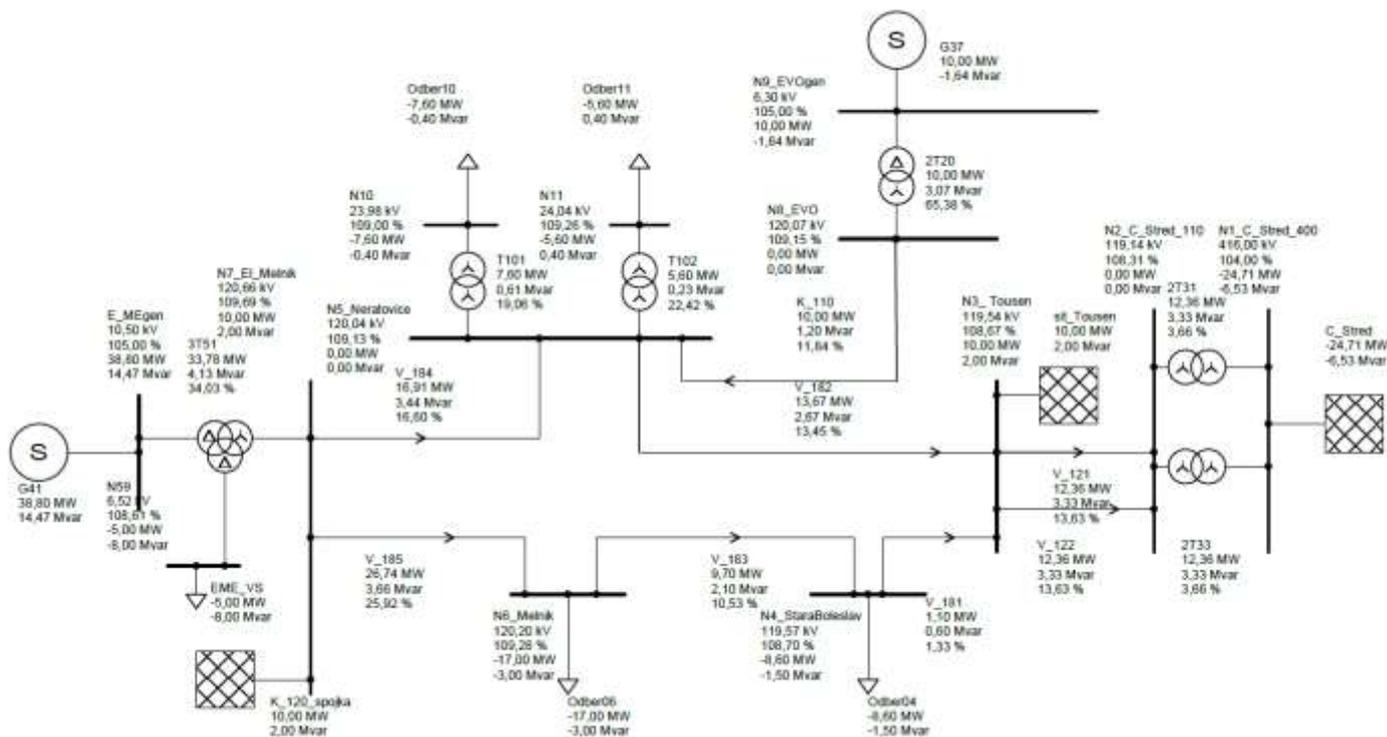 S
G37
10,00 MW
-1,64 Mvar
Odber10
-7,60 MW
-0,40 Mvar
Odber11
-5,60 MW
0,40 Mvar
N9_EVOgen
6,30 kV
105,00 %
10,00 MW
-1,64 Mvar
2T20
10,00 MW
3,07 Mvar
65,38 %
N10
23,98 kV
109,00 %
-7,60 MW
-0,40 Mvar
N11
24,04 kV
109,26 %
-5,60 MW
0,40 Mvar
N8_EVO
120,07 kV
109,15 %
0,00 MW
0,00 Mvar
N2_C_Stred_110
119,14 kV
108,31 %
0,00 MW
0,00 Mvar
N1_C_Stred_400
416,00 kV
104,00 %
-24,71 MW
-6,53 Mvar
T101
7,60 MW
0,61 Mvar
19,06 %
T102
5,60 MW
0,23 Mvar
22,42 %
N7_El_Melnik
120,66 kV
109,69 %
10,00 MW
2,00 Mvar
E_MEgen
10,50 kV
105,00 %
38,80 MW
14,47 Mvar
3T51
33,78 MW
4,13 Mvar
34,03 %
N5_Neratovice
120,04 kV
109,13 %
0,00 MW
0,00 Mvar
K_110
10,00 MW
1,20 Mvar
11,64 %
N3_ Tousen
119,54 kV
108,67 %
10,00 MW
2,00 Mvar
sit_Tousen
10,00 MW
2,00 Mvar
2T31
12,36 MW
3,33 Mvar
3,66 %
C_Stred
-24,71 MW
-6,53 Mvar
V_184
16,91 MW
3,44 Mvar
16,60 %
V_182
13,67 MW
2,67 Mvar
13,45 %
S
G41
38,80 MW
14,47 Mvar
N59
6,52 kV
108,61 %
-5,00 MW
-8,00 Mvar
V_121
12,36 MW
3,33 Mvar
13,63 %
V_122
12,36 MW
3,33 Mvar
13,63 %
2T33
12,36 MW
3,33 Mvar
3,66 %
EME_VS
-5,00 MW
-8,00 Mvar
V_185
26,74 MW
3,66 Mvar
25,92 %
V_183
9,70 MW
2,10 Mvar
10,53 %
V_181
1,10 MW
0,60 Mvar
1,33 %
N6_Melnik
120,20 kV
109,28 %
-17,00 MW
-3,00 Mvar
N4_StaraBoleslav
119,57 kV
108,70 %
-8,60 MW
-1,50 Mvar
K_120_spojka
10,00 MW
2,00 Mvar
Odber06
-17,00 MW
-3,00 Mvar
Odber04
-8,60 MW
-1,50 Mvar